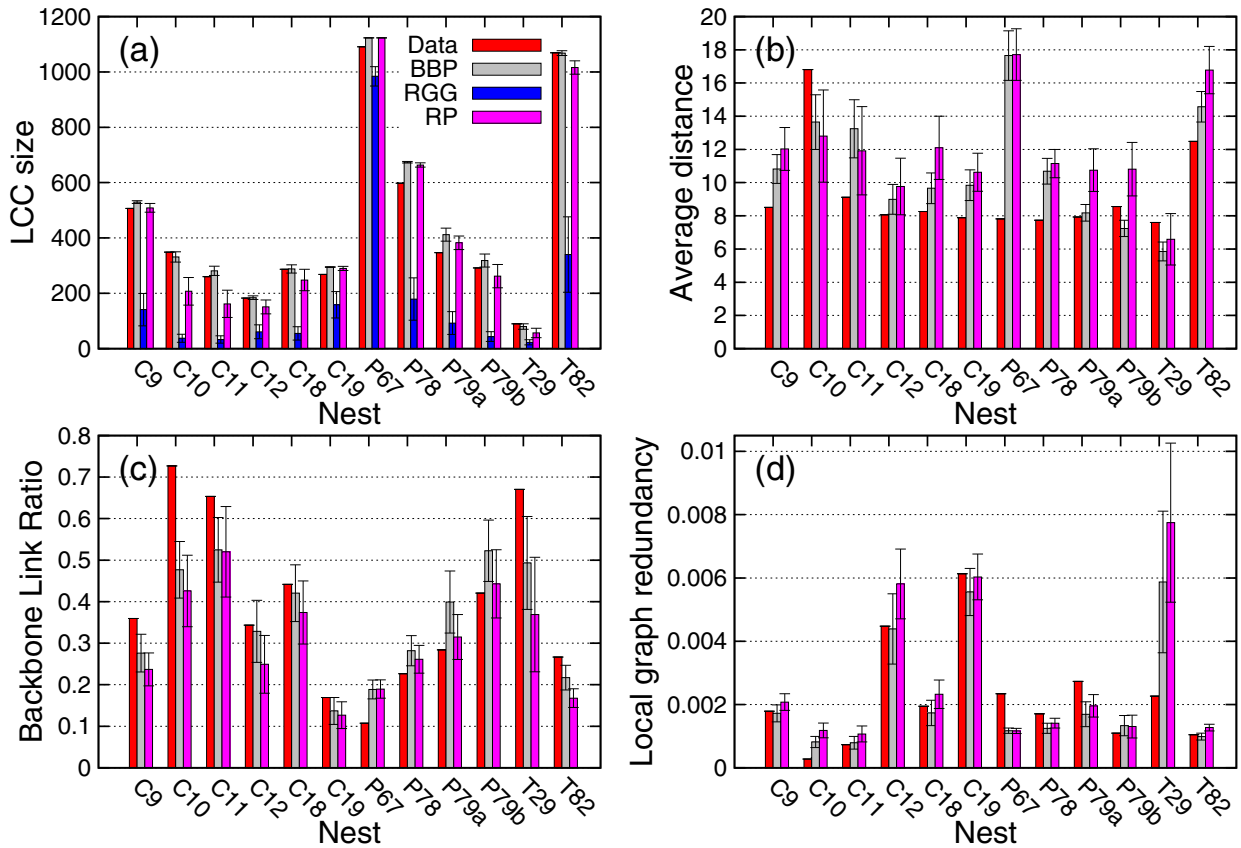 (a)
Data
BBP
RGG
RP
LCC size
1200
1000
800
600
400
200
0
C9 C10 C11 C12 C18 C19 P67 P78 P79a P79b T29 T82
Nest
(b)
Average distance
20
18
16
14
12
10
8
6
4
2
0
C9 C10 C11 C12 C18 C19 P67 P78 P79a P79b T29 T82
Nest
(c)
Backbone Link Ratio
0.8
0.7
0.6
0.5
0.4
0.3
0.2
0.1
0
C9 C10 C11 C12 C18 C19 P67 P78 P79a P79b T29 T82
Nest
(d)
Local graph redundancy
0.01
0.008
0.006
0.004
0.002
0
C9 C10 C11 C12 C18 C19 P67 P78 P79a P79b T29 T82
Nest